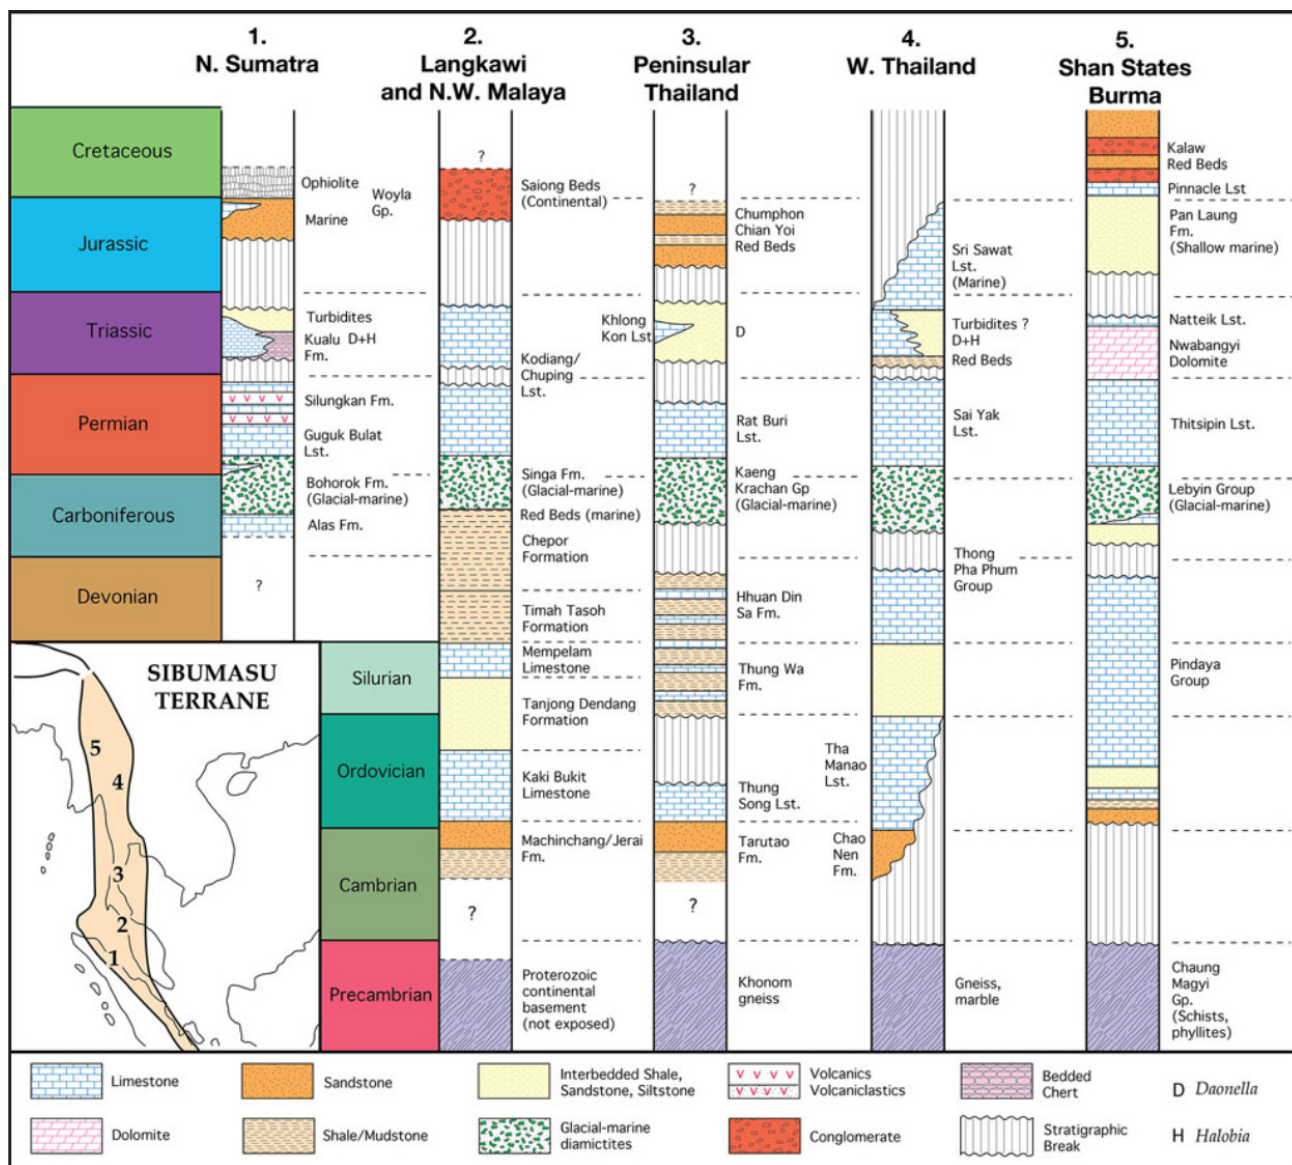 1.
N. Sumatra
2.
Langkawi
and N.W. Malaya
3.
Peninsular
Thailand
4.
W. Thailand
5.
Shan States
Burma
Cretaceous
Jurassic
Triassic
Permian
Carboniferous
Devonian
Silurian
Ordovician
Cambrian
Precambrian
Ophiolite
Woyla
Gp.
Marine
Turbidites
Kualu D+H
Fm.
Silungkan Fm.
Guguk Bulat
Lst.
Bohorok Fm.
(Glacial-marine)
Alas Fm.
?
?
Saiong Beds
(Continental)
Kodiang/
Chuping
Lst.
Singa Fm.
(Glacial-marine)
Red Beds (marine)
Chepor
Formation
Timah Tasoh
Formation
Mempelam
Limestone
Tanjong Dendang
Formation
Kaki Bukit
Limestone
Machinchang/Jerai
Fm.
?
Proterozoic
continental
basement
(not exposed)
?
Chumphon
Chian Yoi
Red Beds
Khlong
Kon Lst
D
Rat Buri
Lst.
Kaeng
Krachan Gp
(Glacial-marine)
Hhuan Din
Sa Fm.
Thung Wa
Fm.
Thung
Song Lst.
Tarutao
Fm.
?
Khonom
gneiss
Sri Sawat
Lst.
(Marine)
Turbidites ?
D+H
Red Beds
Sai Yak
Lst.
Thong
Pha Phum
Group
Tha
Manao
Lst.
Chao
Nen
Fm.
Gneiss,
marble
Kalaw
Red Beds
Pinnacle Lst
Pan Laung
Fm.
(Shallow marine)
Natteik Lst.
Nwabangyi
Dolomite
Thitsipin Lst.
Lebyin Group
(Glacial-marine)
Pindaya
Group
Chaung
Magyi
Gp.
(Schists,
phyllites)
SIBUMASU
TERRANE
5
4
3
2
1
Limestone
Sandstone
Interbedded Shale,
Sandstone, Siltstone
Volcanics
Volcaniclastics
Bedded
Chert
D Daonella
Dolomite
Shale/Mudstone
Glacial-marine
diamictites
Conglomerate
Stratigraphic
Break
H Halobia